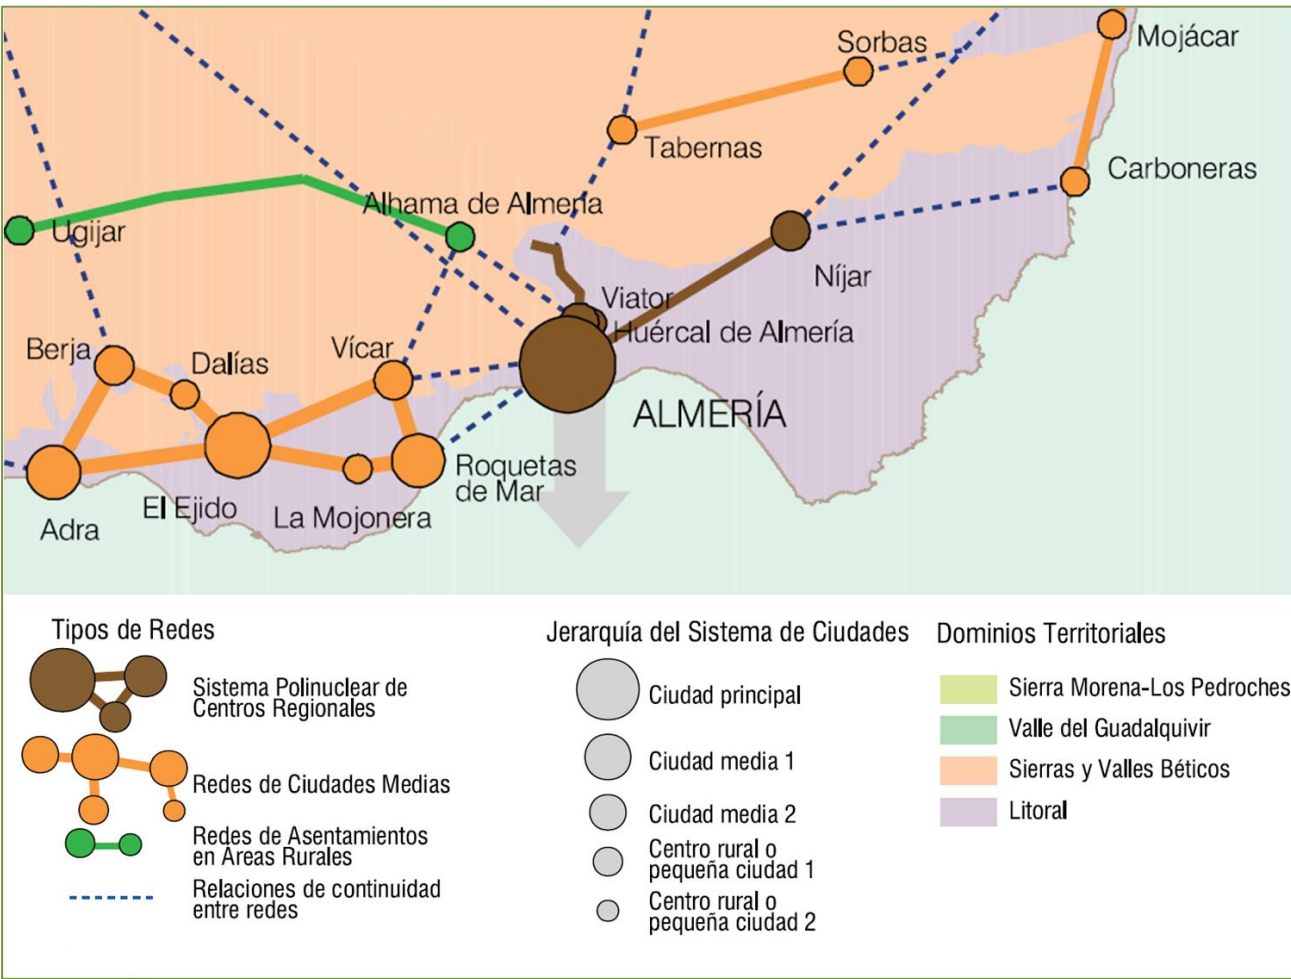 Sorbas
Mojácar
Tabernas
Carboneras
Alhama de Almería
Ugijar
Níjar
Viator
Huércal de Almería
Berja
Dalías
Vícar
ALMERÍA
Roquetas
de Mar
El Ejido
La Mojonera
Adra
Tipos de Redes
Sistema Polinuclear de
Centros Regionales
Redes de Ciudades Medias
Redes de Asentamientos
en Áreas Rurales
Relaciones de continuidad
entre redes
Jerarquía del Sistema de Ciudades
Ciudad principal
Ciudad media 1
Ciudad media 2
Centro rural o
pequeña ciudad 1
Centro rural o
pequeña ciudad 2
Dominios Territoriales
Sierra Morena-Los Pedroches
Valle del Guadalquivir
Sierras y Valles Béticos
Litoral